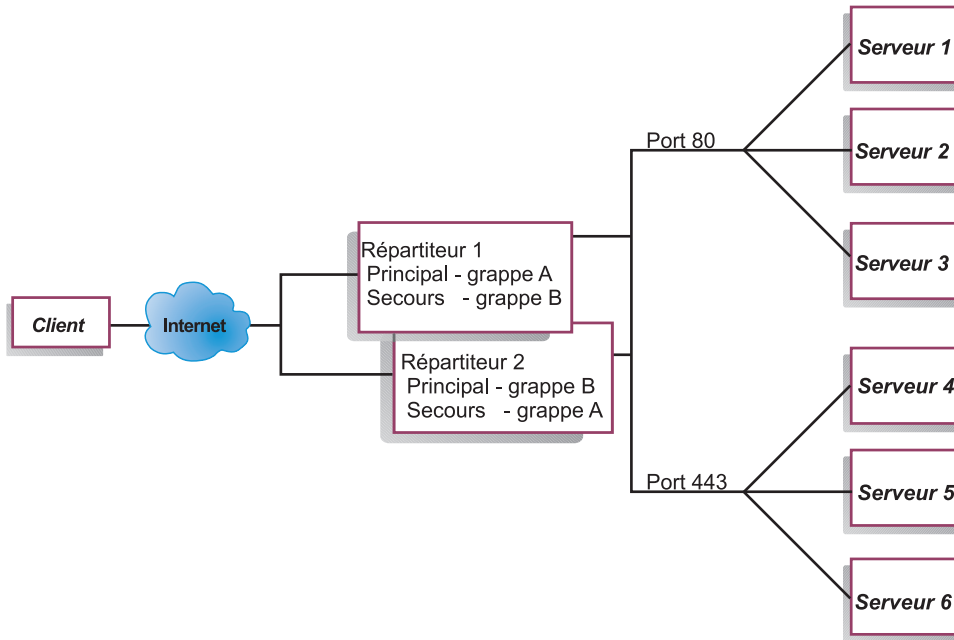 Client
Internet
Répartiteur 1
Principal - grappe A
Secours - grappe B
Répartiteur 2
Principal - grappe B
Secours - grappe A
Port 80
Serveur 1
Serveur 2
Serveur 3
Port 443
Serveur 4
Serveur 5
Serveur 6